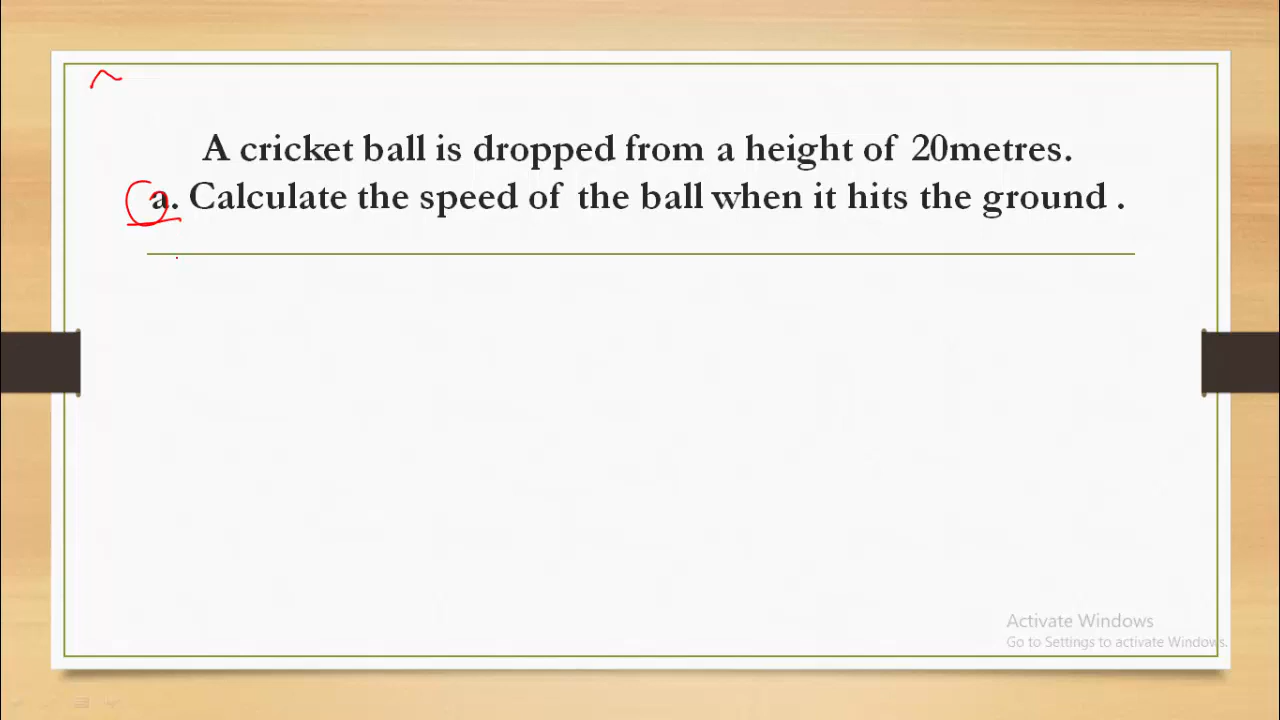 A cricket ball is dropped from a height of 20metres.
a. Calculate the speed of the ball when it hits the ground .
Activate Windows
Go to Settings to activate Windows.